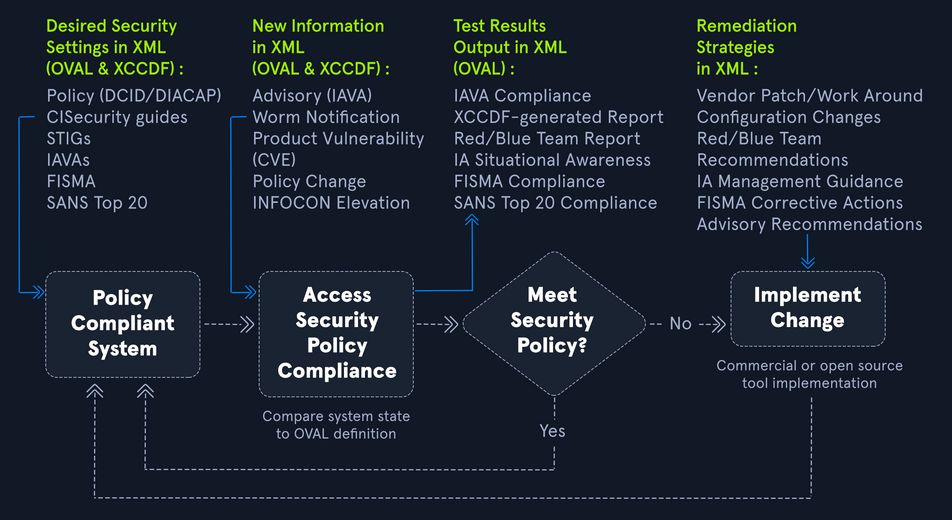 Desired Security
Settings in XML
(OVAL & XCCDF) :
Policy (DCID/DIACAP)
CISecurity guides
STIGs
IAVAs
FISMA
SANS Top 20
New Information
in XML
(OVAL & XCCDF) :
Advisory (IAVA)
Worm Notification
Product Vulnerability
(CVE)
Policy Change
INFOCON Elevation
Test Results
Output in XML
(OVAL) :
IAVA Compliance
XCCDF-generated Report
Red/Blue Team Report
IA Situational Awareness
FISMA Compliance
SANS Top 20 Compliance
Remediation
Strategies
in XML :
Vendor Patch/Work Around
Configuration Changes
Red/Blue Team
Recommendations
IA Management Guidance
FISMA Corrective Actions
Advisory Recommendations
Policy
Compliant
System
Access
Security
Policy
Compliance
Compare system state
to OVAL definition
Meet
Security
Policy?
No
Yes
Implement
Change
Commercial or open source
tool implementation